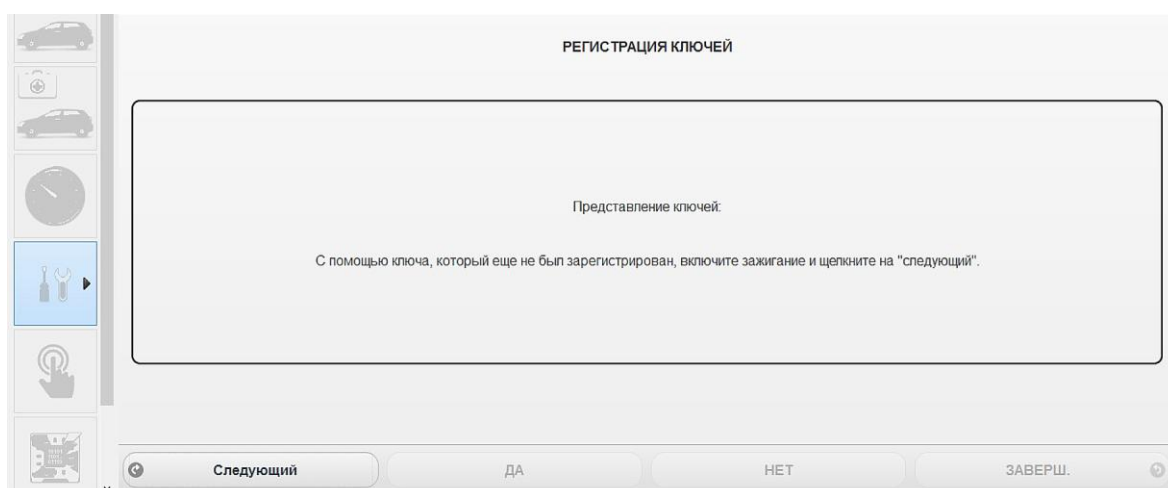 РЕГИСТРАЦИЯ КЛЮЧЕЙ
Представление ключей:
С помощью ключа, который еще не был зарегистрирован, включите зажигание и щелкните на "следующий".
Следующий
ДА
НЕТ
ЗАВЕРШ.